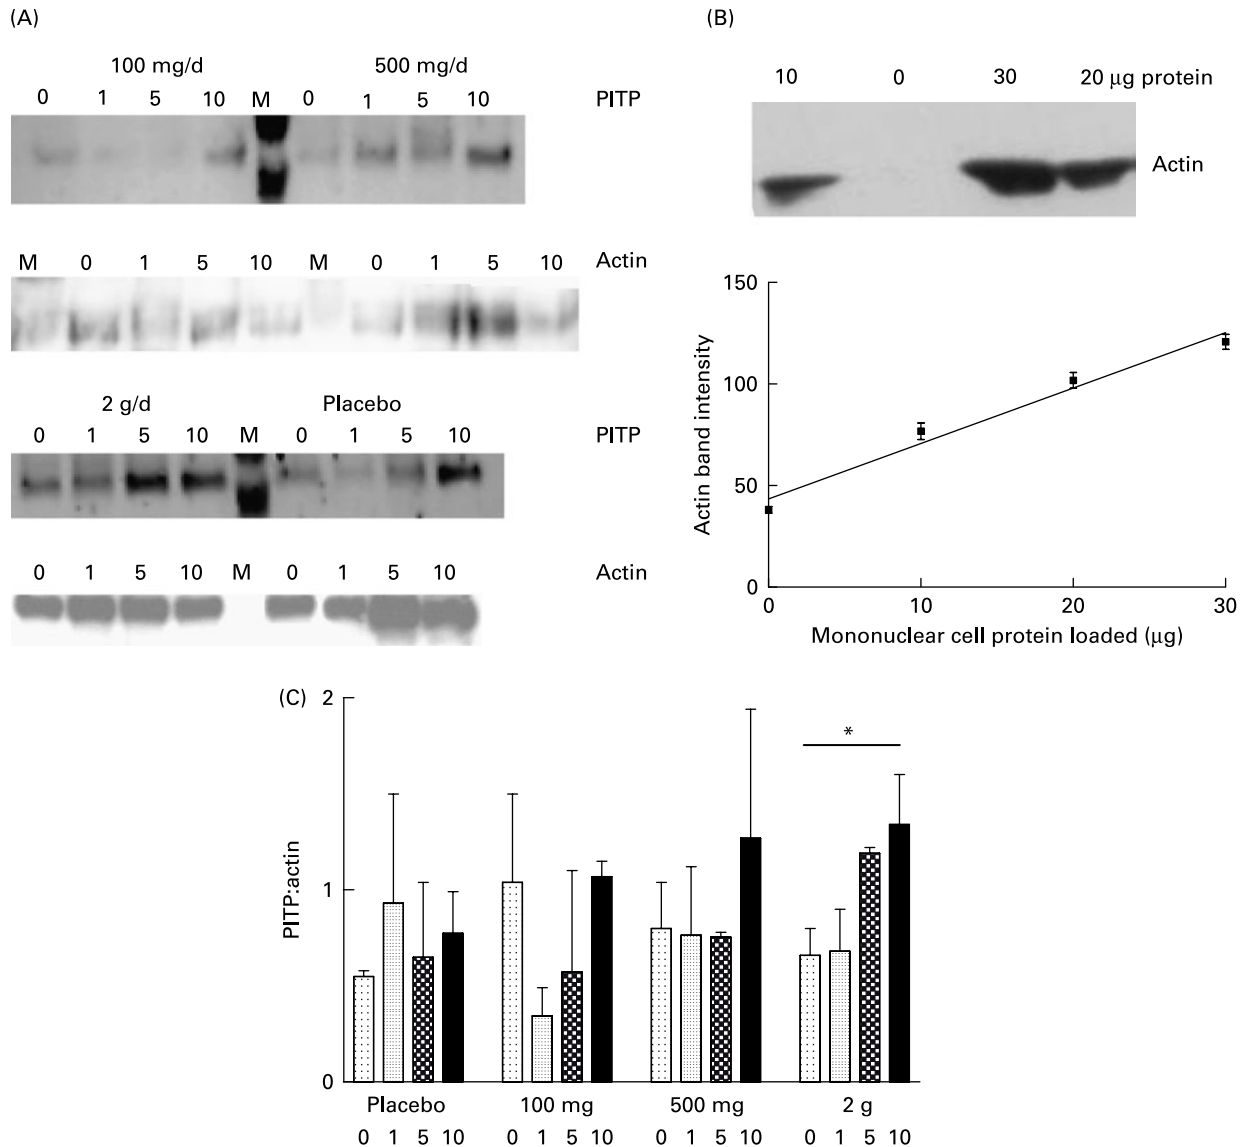 (A)
100 mg/d 500 mg/d
0 1 5 10 M 0 1 5 10 PITP
M 0 1 5 10 M 0 1 5 10 Actin
2 g/d Placebo
0 1 5 10 M 0 1 5 10 PITP
0 1 5 10 M 0 1 5 10 Actin
(B)
10 0 30 20 µg protein
Actin
150
100
50
0
Actin band intensity
0 10 20 30
Mononuclear cell protein loaded (µg)
(C)
2
1
0
PITP:actin
*
Placebo 100 mg 500 mg 2 g
0 1 5 10 0 1 5 10 0 1 5 10 0 1 5 10